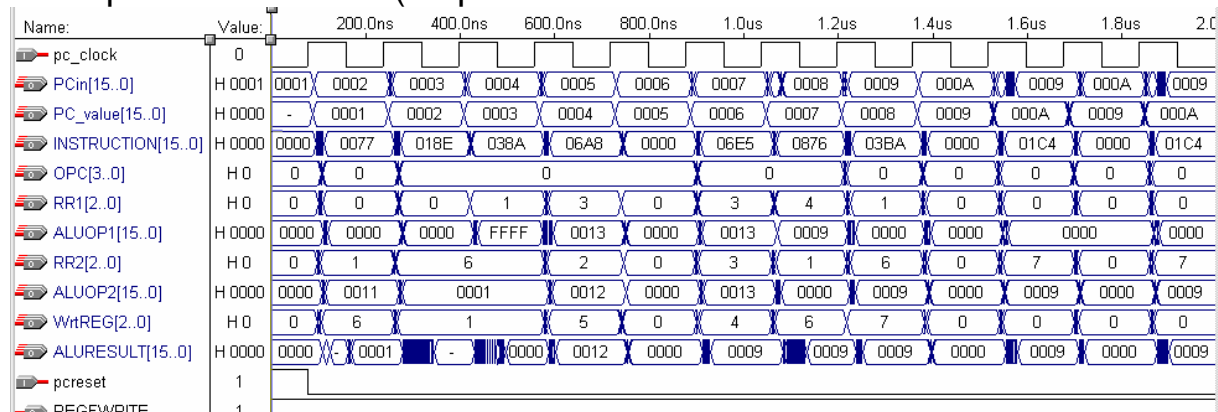 Name: Value: 200.0ns 400.0ns 600.0ns 800.0ns 1.0us 1.2us 1.4us 1.6us 1.8us 2.0
pc_clock 0
PCin[15..0] H 0001 0001 0002 0003 0004 0005 0006 0007 0008 0009 000A 0009 000A 0009
PC_value[15..0] H 0000 - 0001 0002 0003 0004 0005 0006 0007 0008 0009 000A 0009 000A
INSTRUCTION[15..0] H 0000 0000 0077 018E 038A 06A8 0000 06E5 0876 03BA 0000 01C4 0000 01C4
OPC[3..0] H 0 0 0 0 0 0 0 0 0 0
RR1[2..0] H 0 0 0 0 1 3 0 3 4 1 0 0 0 0
ALUOP1[15..0] H 0000 0000 0000 0000 FFFF 0013 0000 0013 0009 0000 0000 0000 0000
RR2[2..0] H 0 0 1 6 2 0 3 1 6 0 7 0 7
ALUOP2[15..0] H 0000 0000 0011 0001 0012 0000 0013 0000 0009 0000 0009 0000 0009
WrtREG[2..0] H 0 0 6 1 5 0 4 6 7 0 0 0 0
ALURESULT[15..0] H 0000 0000 - 0001 - 0000 0012 0000 0009 0009 0009 0000 0009 0000 0009
pcreset 1
REGFWRITE 1